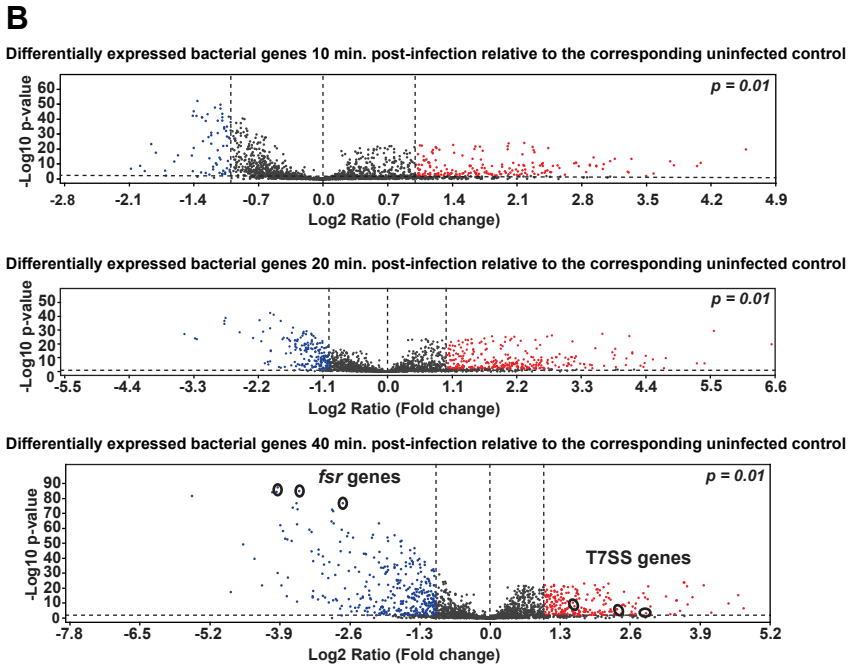 B
Differentially expressed bacterial genes 10 min. post-infection relative to the corresponding uninfected control
p = 0.01
-Log10 p-value
60
50
40
30
20
10
0
-2.8 -2.1 -1.4 -0.7 0.0 0.7 1.4 2.1 2.8 3.5 4.2 4.9
Log2 Ratio (Fold change)
Differentially expressed bacterial genes 20 min. post-infection relative to the corresponding uninfected control
p = 0.01
-Log10 p-value
50
40
30
20
10
0
-5.5 -4.4 -3.3 -2.2 -1.1 0.0 1.1 2.2 3.3 4.4 5.5 6.6
Log2 Ratio (Fold change)
Differentially expressed bacterial genes 40 min. post-infection relative to the corresponding uninfected control
fsr genes
p = 0.01
T7SS genes
-Log10 p-value
90
80
70
60
50
40
30
20
10
0
-7.8 -6.5 -5.2 -3.9 -2.6 -1.3 0.0 1.3 2.6 3.9 5.2
Log2 Ratio (Fold change)